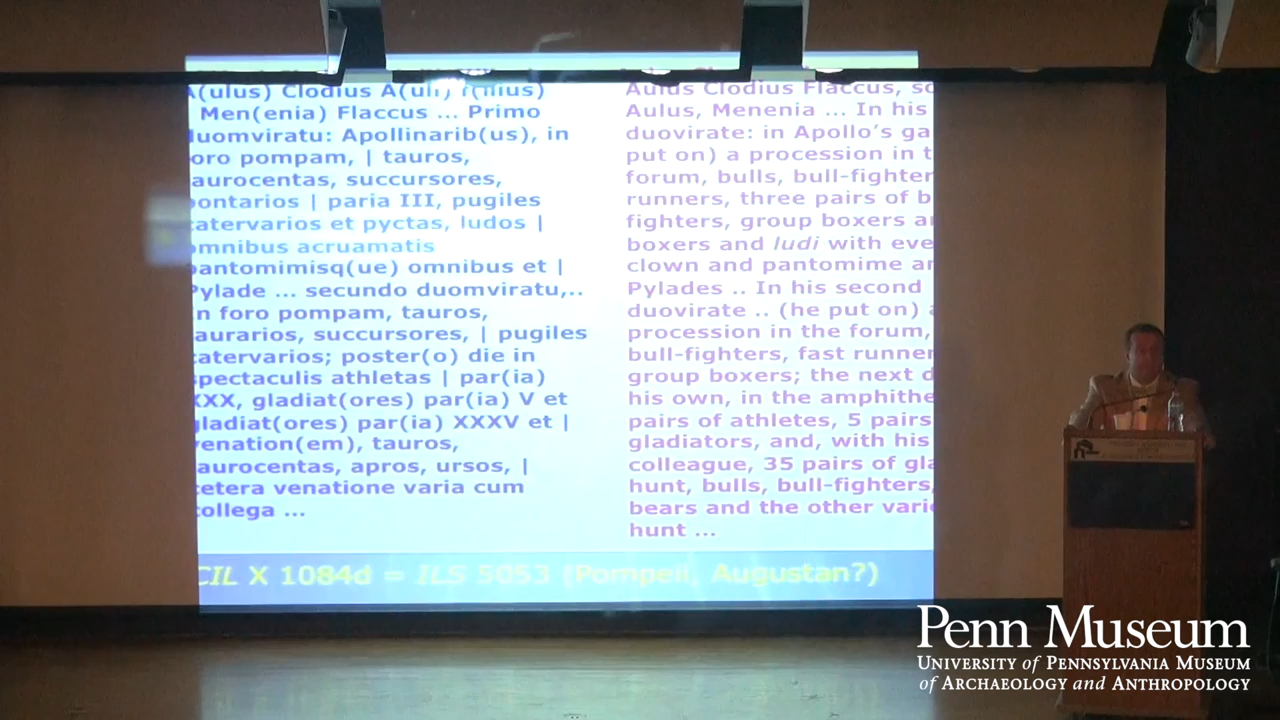 A(ulus) Clodius A(uli) f(ilius)
Men(enia) Flaccus ... Primo
duomviratu: Apollinarib(us), in
oro pompam, | tauros,
aurocentas, succursores,
pontarios | paria III, pugiles
catervarios et pyctas, ludos |
omnibus acruamatis
pantomimisq(ue) omnibus et |
Pylade ... secundo duomviratu,..
in foro pompam, tauros,
aurarios, succursores, | pugiles
catervarios; poster(o) die in
spectaculis athletas | par(ia)
XXX, gladiat(ores) par(ia) V et
gladiat(ores) par(ia) XXXV et |
venation(em), tauros,
aurocentas, apros, ursos, |
cetera venatione varia cum
collega ...
Aulus Clodius Flaccus, so
Aulus, Menenia ... In his
duovirate: in Apollo's ga
put on) a procession in t
forum, bulls, bull-fighter
runners, three pairs of b
fighters, group boxers a
boxers and ludi with eve
clown and pantomime ar
Pylades .. In his second
duovirate .. (he put on) a
procession in the forum,
bull-fighters, fast runner
group boxers; the next d
his own, in the amphithe
pairs of athletes, 5 pairs
gladiators, and, with his
colleague, 35 pairs of gla
hunt, bulls, bull-fighters,
bears and the other vari
hunt ...
CIL X 1084d = ILS 5053 (Pompeii, Augustan?)
Penn Museum
University of Pennsylvania Museum
of Archaeology and Anthropology